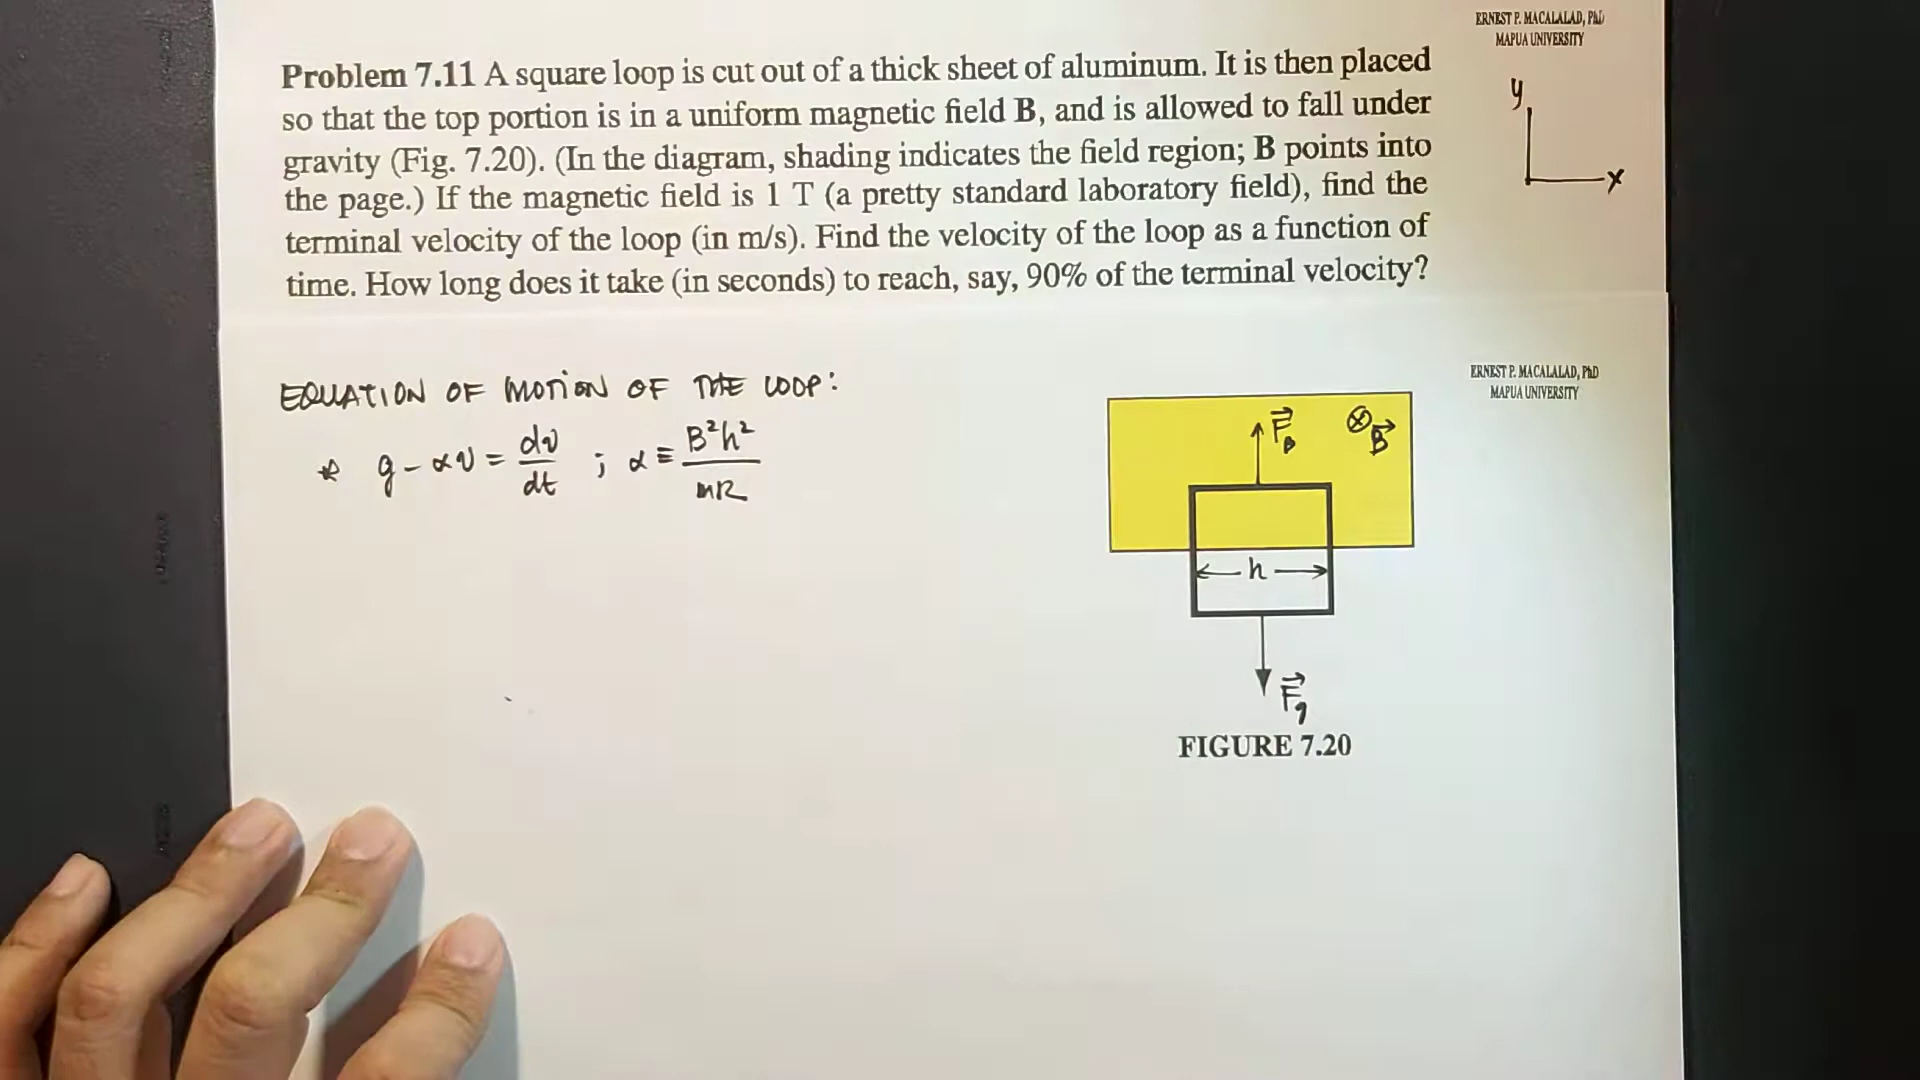 ERNEST P. MACALALAD, PhD
MAPUA UNIVERSITY
Problem 7.11 A square loop is cut out of a thick sheet of aluminum. It is then placed
so that the top portion is in a uniform magnetic field B, and is allowed to fall under
gravity (Fig. 7.20). (In the diagram, shading indicates the field region; B points into
the page.) If the magnetic field is 1 T (a pretty standard laboratory field), find the
terminal velocity of the loop (in m/s). Find the velocity of the loop as a function of
time. How long does it take (in seconds) to reach, say, 90% of the terminal velocity?
y
x
EQUATION OF MOTION OF THE LOOP:
g - αv = dv/dt ; α ≡ B²h²/mR
ERNEST P. MACALALAD, PhD
MAPUA UNIVERSITY
F⃗B
⊗ B⃗
h
F⃗g
FIGURE 7.20